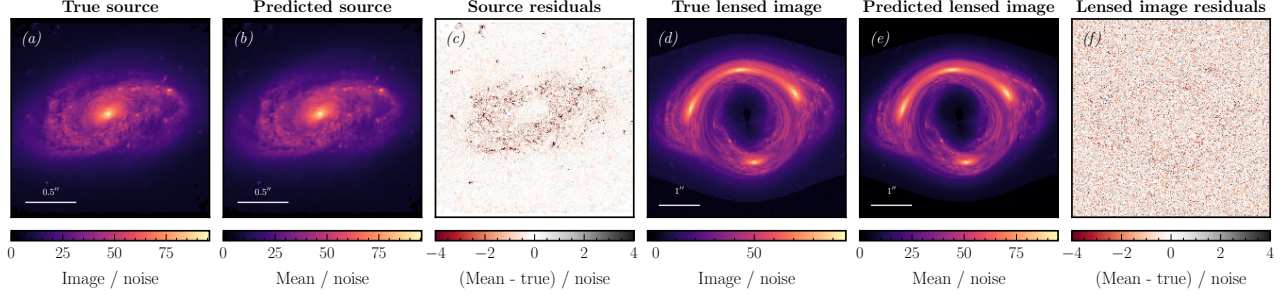 True source
Predicted source
Source residuals
True lensed image
Predicted lensed image
Lensed image residuals
(a)
(b)
(c)
(d)
(e)
(f)
0.5″
0.5″
1″
1″
0 25 50 75
0 25 50 75
−4 −2 0 2 4
0 25 50 75
0 25 50 75
−4 −2 0 2 4
Image / noise
Mean / noise
(Mean - true) / noise
Image / noise
Mean / noise
(Mean - true) / noise